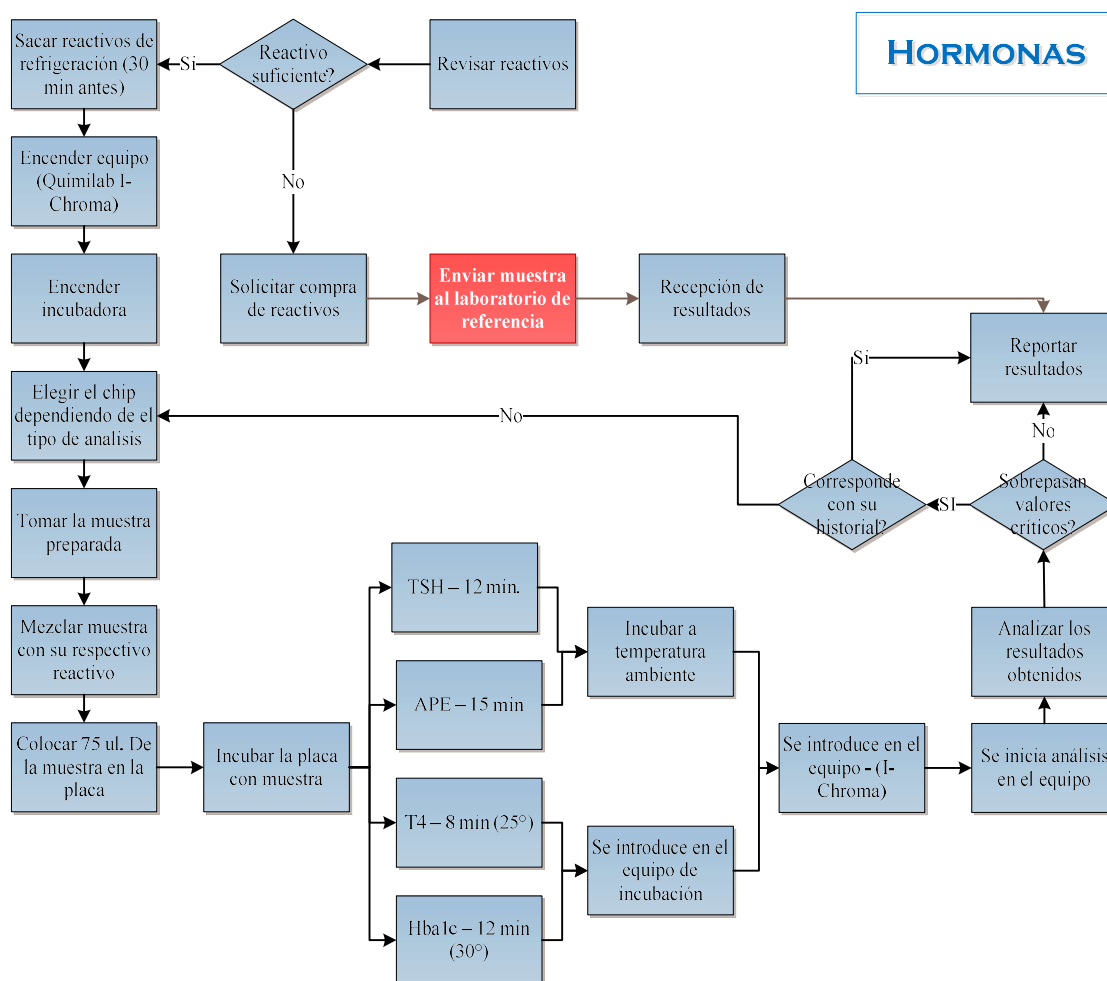 HORMONAS
Revisar reactivos
Reactivo
suficiente?
Si
Sacar reactivos de
refrigeración (30
min antes)
No
Encender equipo
(Quimilab I-
Chroma)
Encender
incubadora
Solicitar compra
de reactivos
Enviar muestra
al laboratorio de
referencia
Recepción de
resultados
Reportar
resultados
Si
No
Elegir el chip
dependiendo de el
tipo de analisis
No
Corresponde
con su
historial?
SI
Sobrepasan
valores
criticos?
Tomar la muestra
preparada
Mezclar muestra
con su respectivo
reactivo
Colocar 75 ul. De
la muestra en la
placa
Incubar la placa
con muestra
TSH – 12 min.
APE – 15 min
T4 – 8 min (25°)
Hba1c – 12 min
(30°)
Incubar a
temperatura
ambiente
Se introduce en el
equipo de
incubación
Se introduce en el
equipo - (I-
Chroma)
Se inicia análisis
en el equipo
Analizar los
resultados
obtenidos